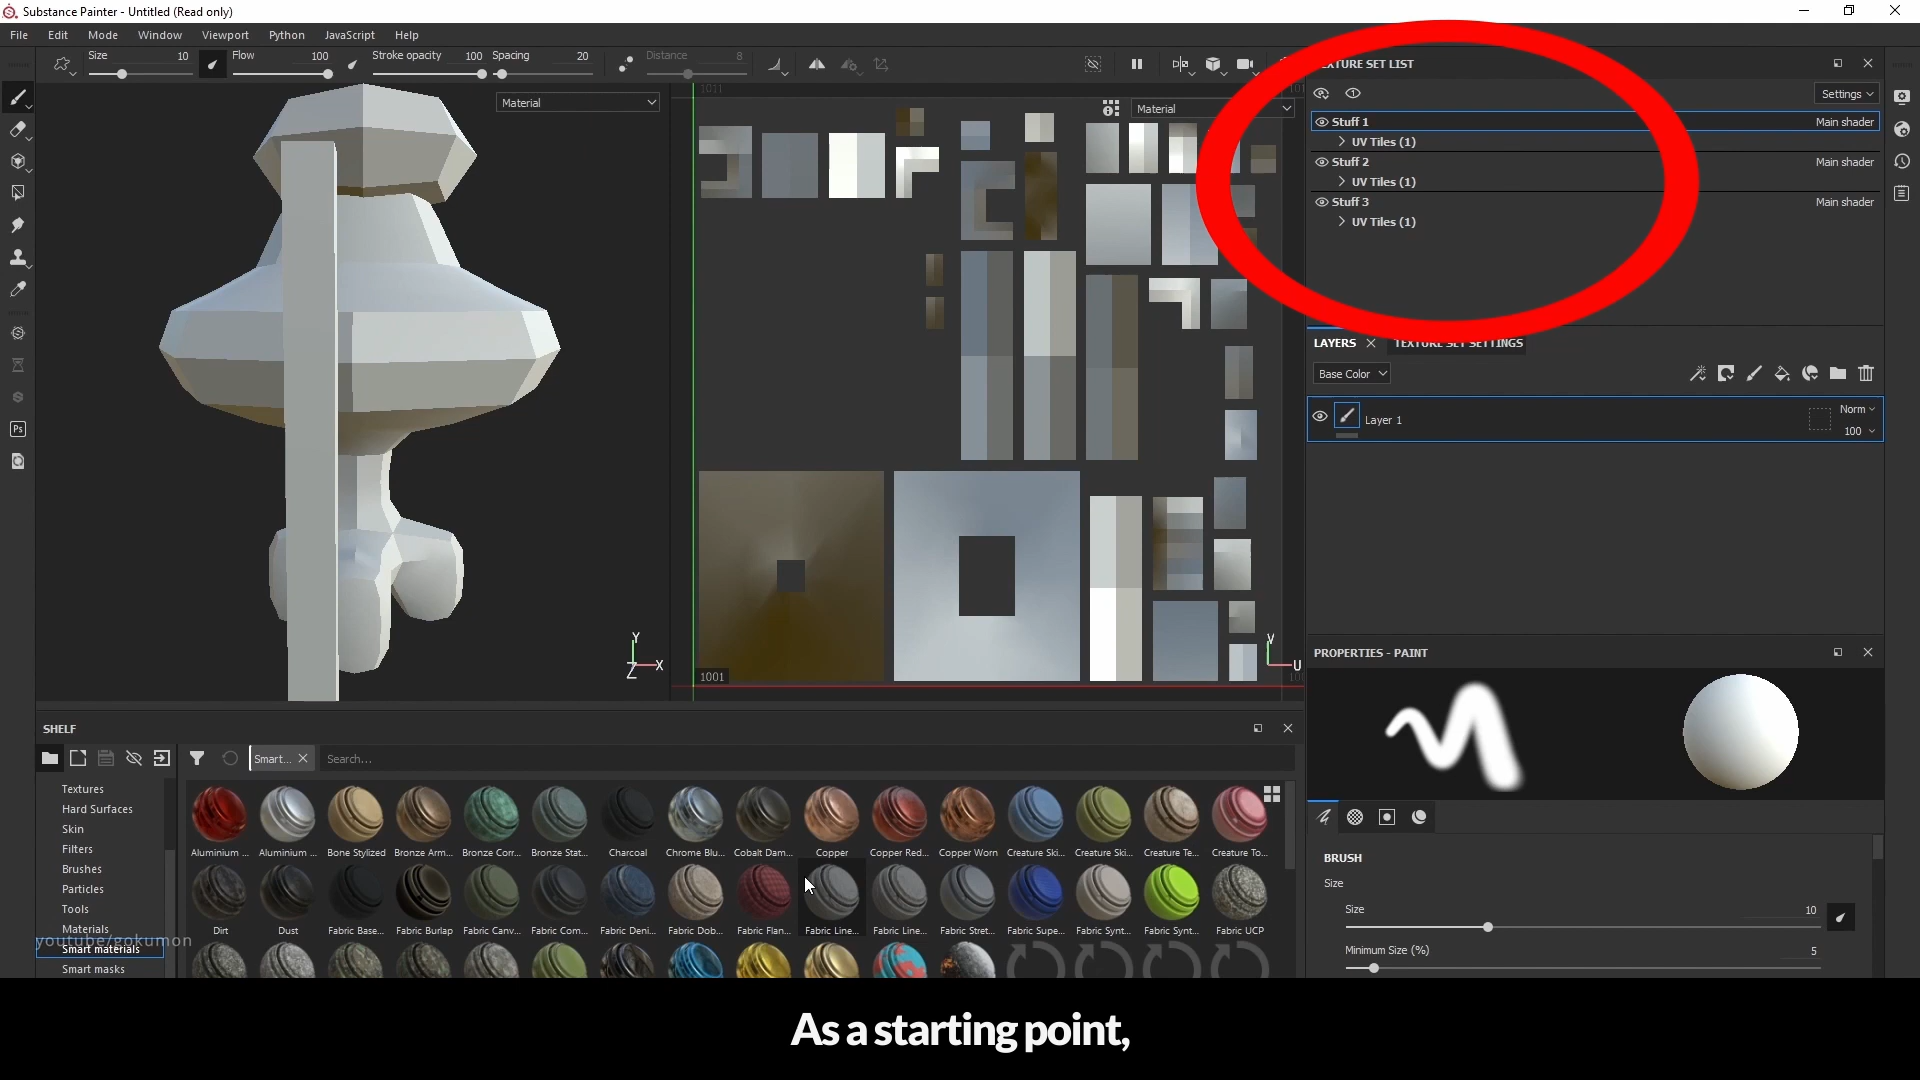 Substance Painter - Untitled (Read only)
File Edit Mode Window Viewport Python JavaScript Help
Size 10 Flow 100 Stroke opacity 100 Spacing 20 Distance 8
Material
1011
Material
1001
Y
X
Z
V
U
TEXTURE SET LIST
Settings
Stuff 1 Main shader
UV Tiles (1)
Stuff 2 Main shader
UV Tiles (1)
Stuff 3 Main shader
UV Tiles (1)
LAYERS TEXTURE SET SETTINGS
Base Color
Layer 1 Norm
100
PROPERTIES - PAINT
BRUSH
Size
Size 10
Minimum Size (%) 5
Ps
SHELF
Smart... Search...
Textures
Hard Surfaces
Skin
Filters
Brushes
Particles
Tools
Materials
youtube/gokumon
Smart materials
Smart masks
Aluminium ... Aluminium ... Bone Stylized Bronze Arm... Bronze Corr... Bronze Stat... Charcoal Chrome Blu... Cobalt Dam... Copper Copper Red... Copper Worn Creature Ski... Creature Ski... Creature Te... Creature To...
Dirt Dust Fabric Base... Fabric Burlap Fabric Canv... Fabric Com... Fabric Deni... Fabric Dob... Fabric Flan... Fabric Line... Fabric Line... Fabric Stret... Fabric Supe... Fabric Synt... Fabric Synt... Fabric UCP
As a starting point,